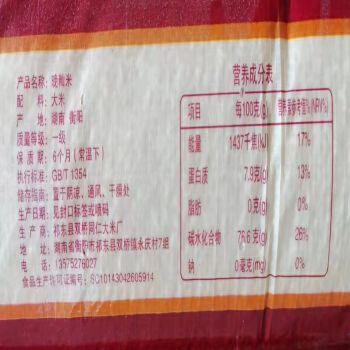 产品名称：珑籼米
配 料：大米
产 地：湖南 衡阳
质量等级：一级
保 质 期：6个月（常温下）
执行标准：GB/T 1354
储存指南：置于阴凉、通风、干燥处
生产日期：见封口标签或喷码
生 产 商：祁东县双桥同仁大米厂
地 址：湖南省衡阳市祁东县双桥镇永庆村7组
电 话：13575276027
食品生产许可证编号：SC10143042605914
营养成分表
项目 每100克(g) 营养素参考值%(NRV%)
能量 1437千焦(kJ) 17%
蛋白质 7.9克(g) 13%
脂肪 0克(g) 0%
碳水化合物 76.6克(g) 26%
钠 0毫克(mg) 0%